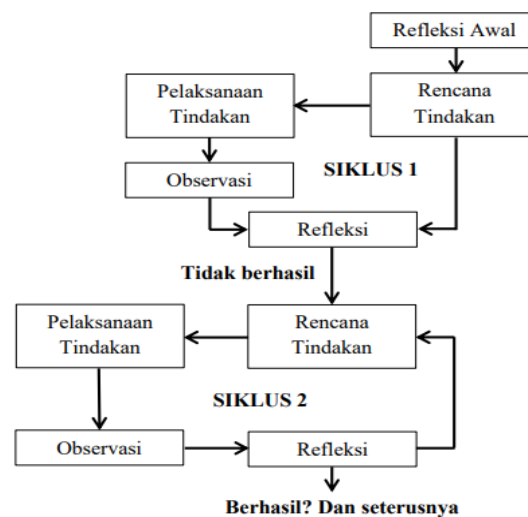 Refleksi Awal
Pelaksanaan
Tindakan
Rencana
Tindakan
SIKLUS 1
Observasi
Refleksi
Tidak berhasil
Pelaksanaan
Tindakan
Rencana
Tindakan
SIKLUS 2
Observasi
Refleksi
Berhasil? Dan seterusnya